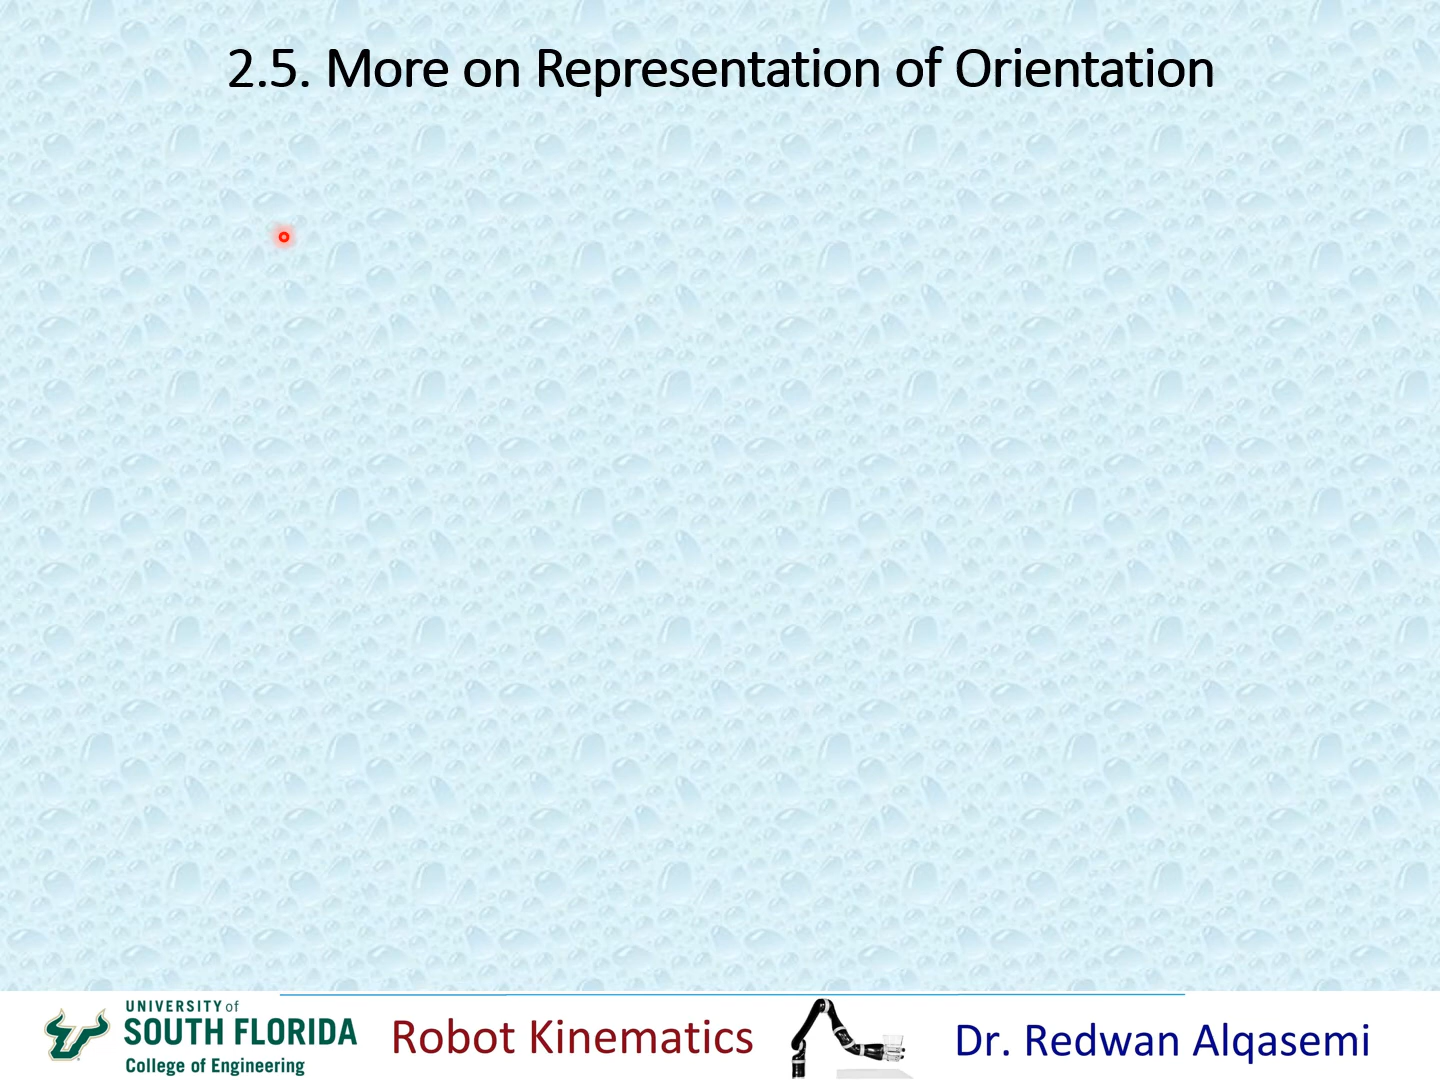 2.5. More on Representation of Orientation
UNIVERSITY of
SOUTH FLORIDA
College of Engineering
Robot Kinematics
Dr. Redwan Alqasemi